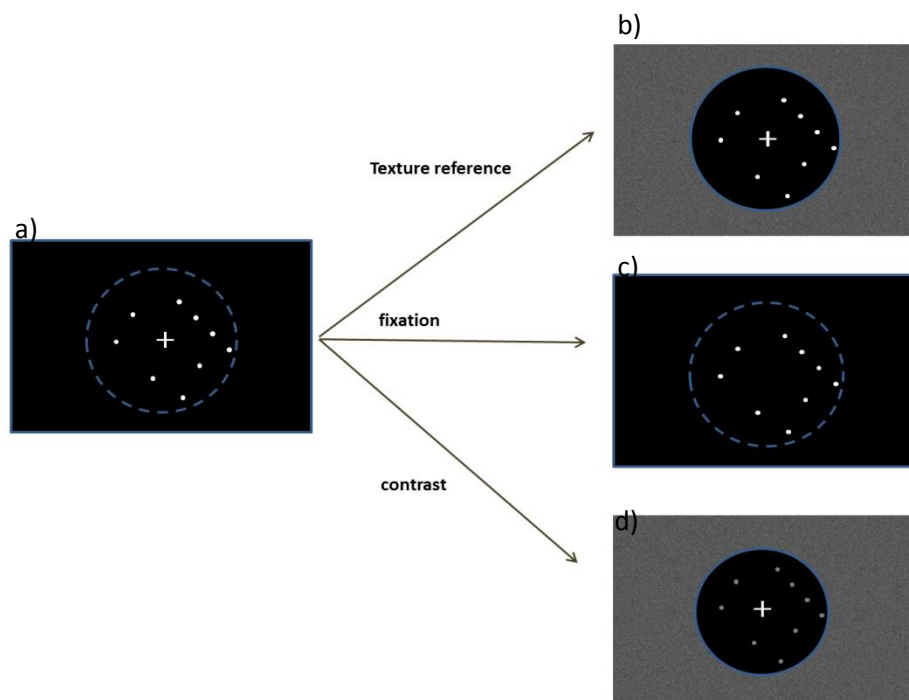 b)
Texture reference
a)
c)
fixation
contrast
d)